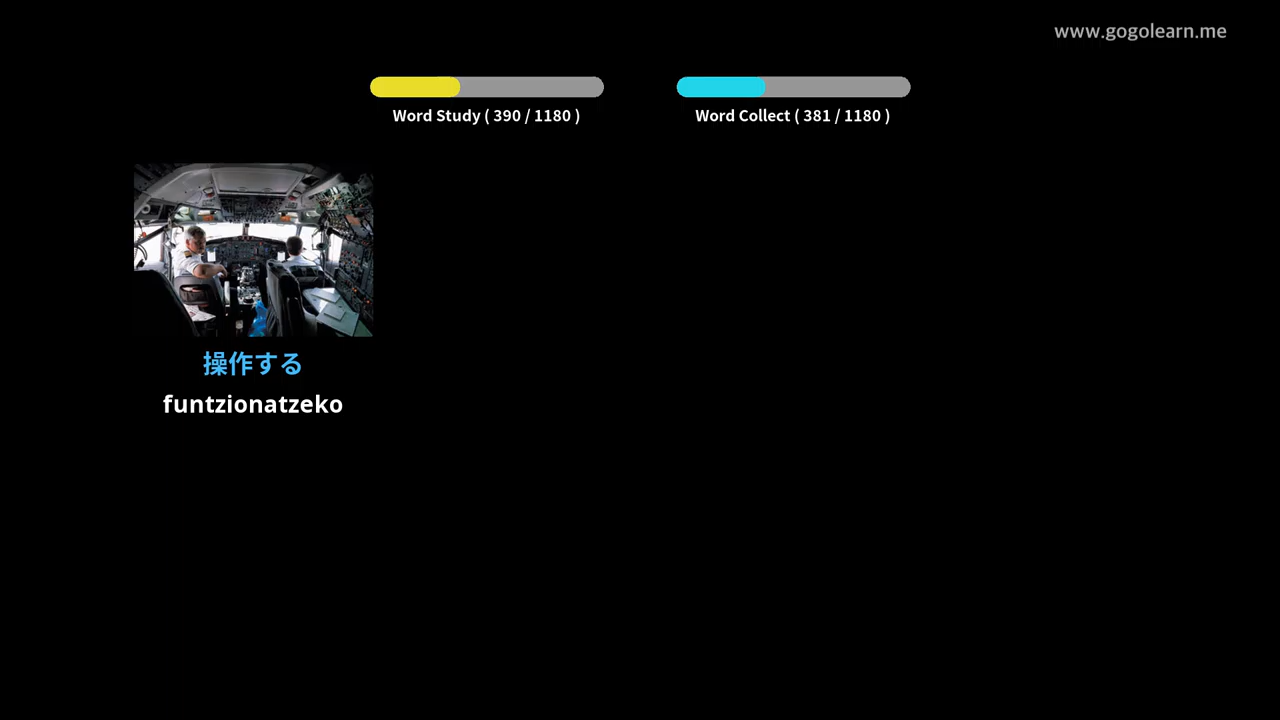 www.gogolearn.me
Word Study ( 390 / 1180 )
Word Collect ( 381 / 1180 )
操作する
funtzionatzeko